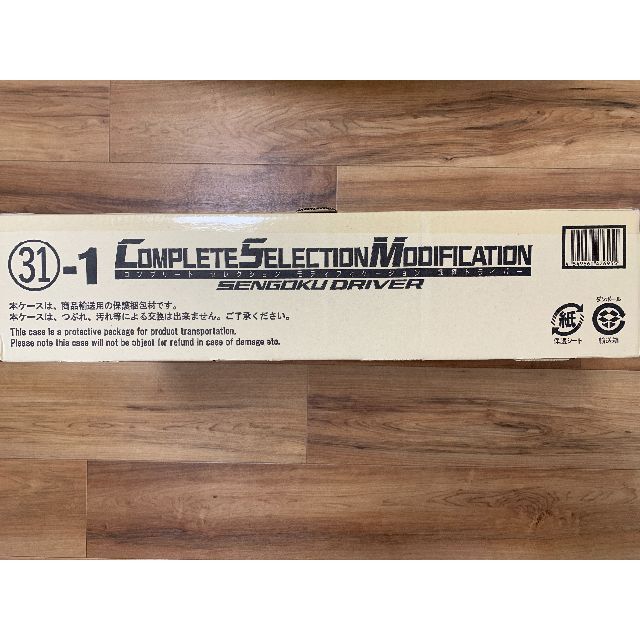 ㉛-1 COMPLETE SELECTION MODIFICATION
コンプリート セレクション モディフィケーション 戦極ドライバー
SENGOKU DRIVER
本ケースは、商品輸送用の保護梱包材です。
本ケースは、つぶれ、汚れ等による交換は出来ません。ご了承ください。
This case is a protective package for product transportation.
Please note this case will not be object for refund in case of damage etc.
紙
保護シート
ダンボール
輸送箱